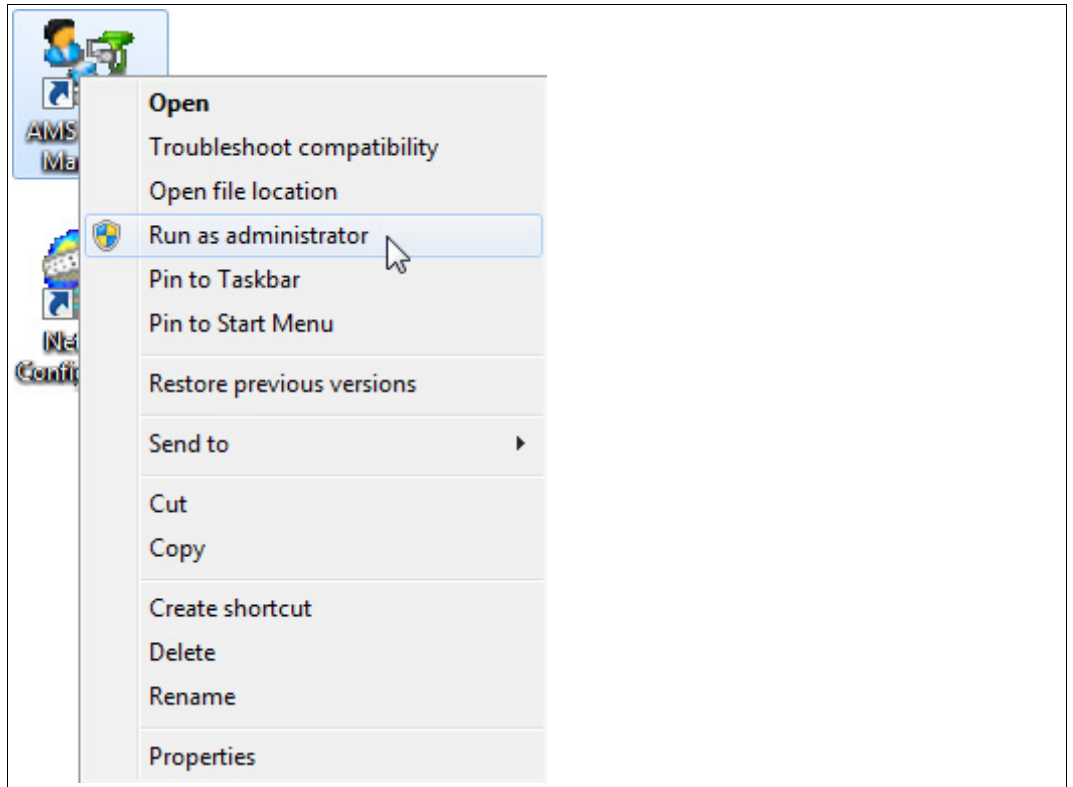 AMS
Open
Troubleshoot compatibility
Open file location
Run as administrator
Pin to Taskbar
Pin to Start Menu
Restore previous versions
Send to
Cut
Copy
Create shortcut
Delete
Rename
Properties